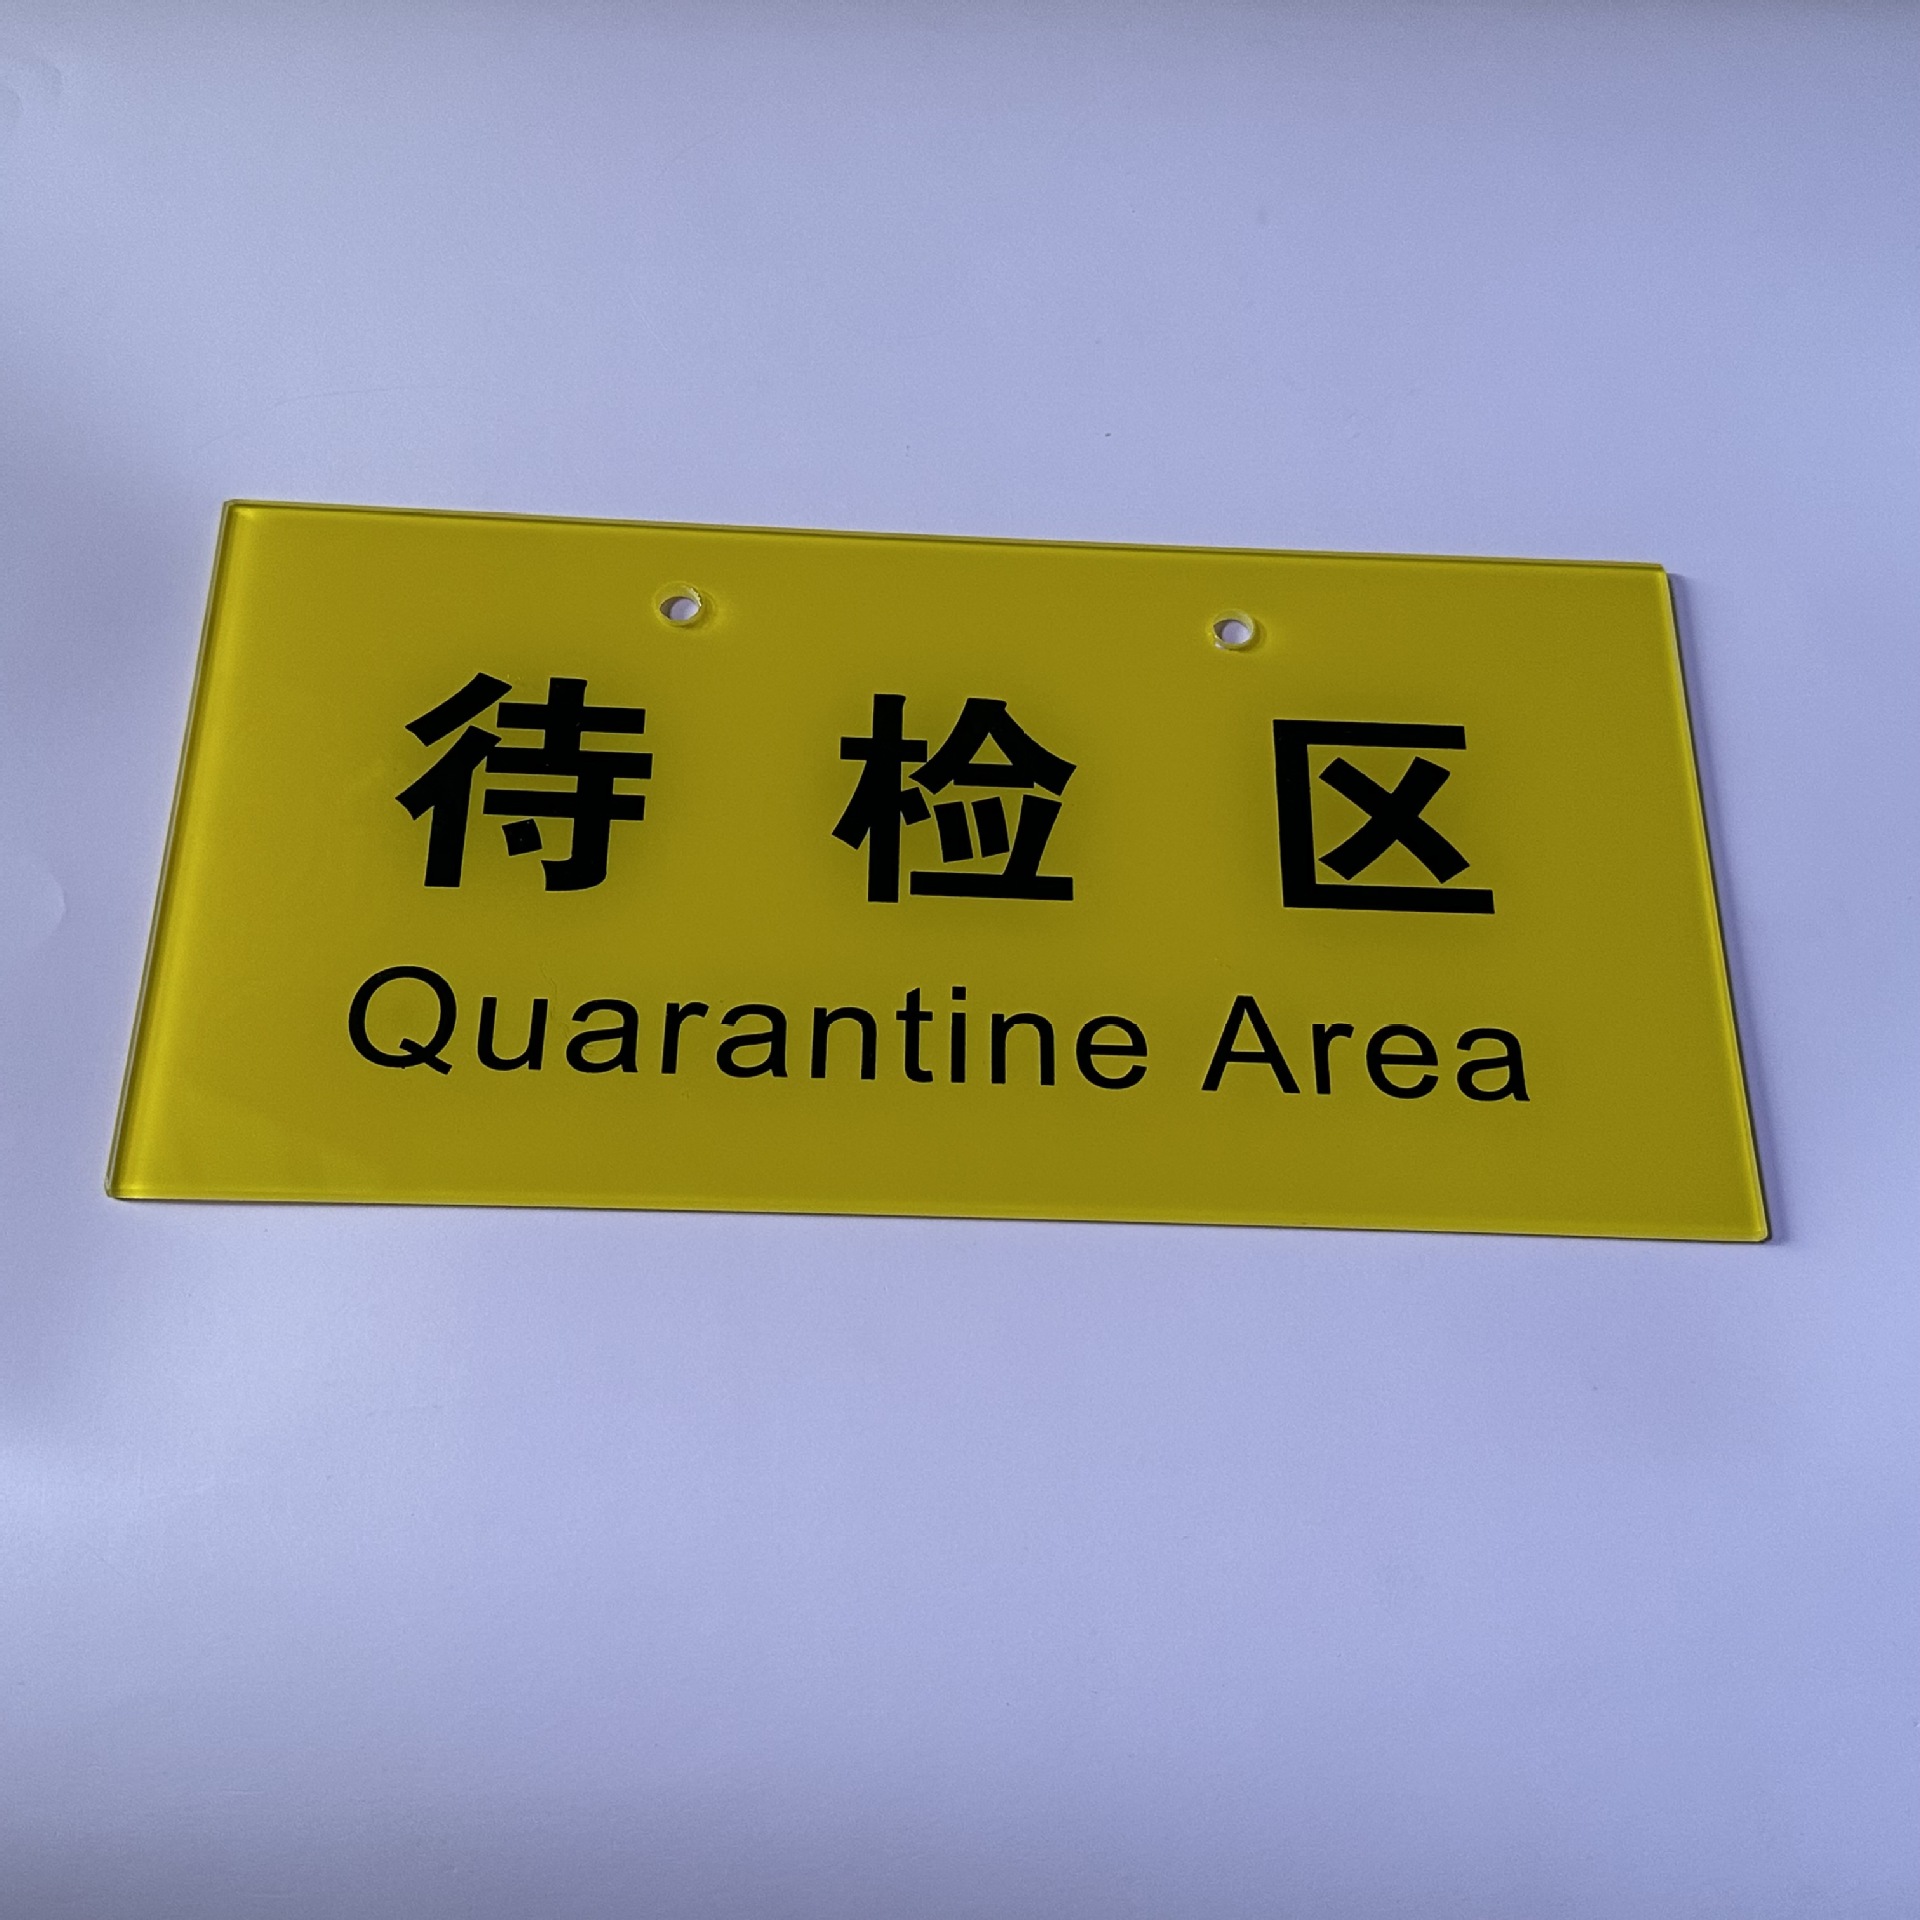 待检区
Quarantine Area